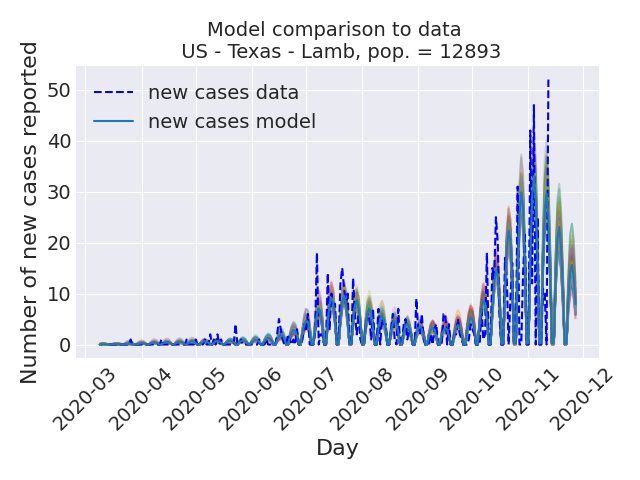 Model comparison to data
US - Texas - Lamb, pop. = 12893
Number of new cases reported
50
40
30
20
10
0
new cases data
new cases model
2020-03
2020-04
2020-05
2020-06
2020-07
2020-08
2020-09
2020-10
2020-11
2020-12
Day